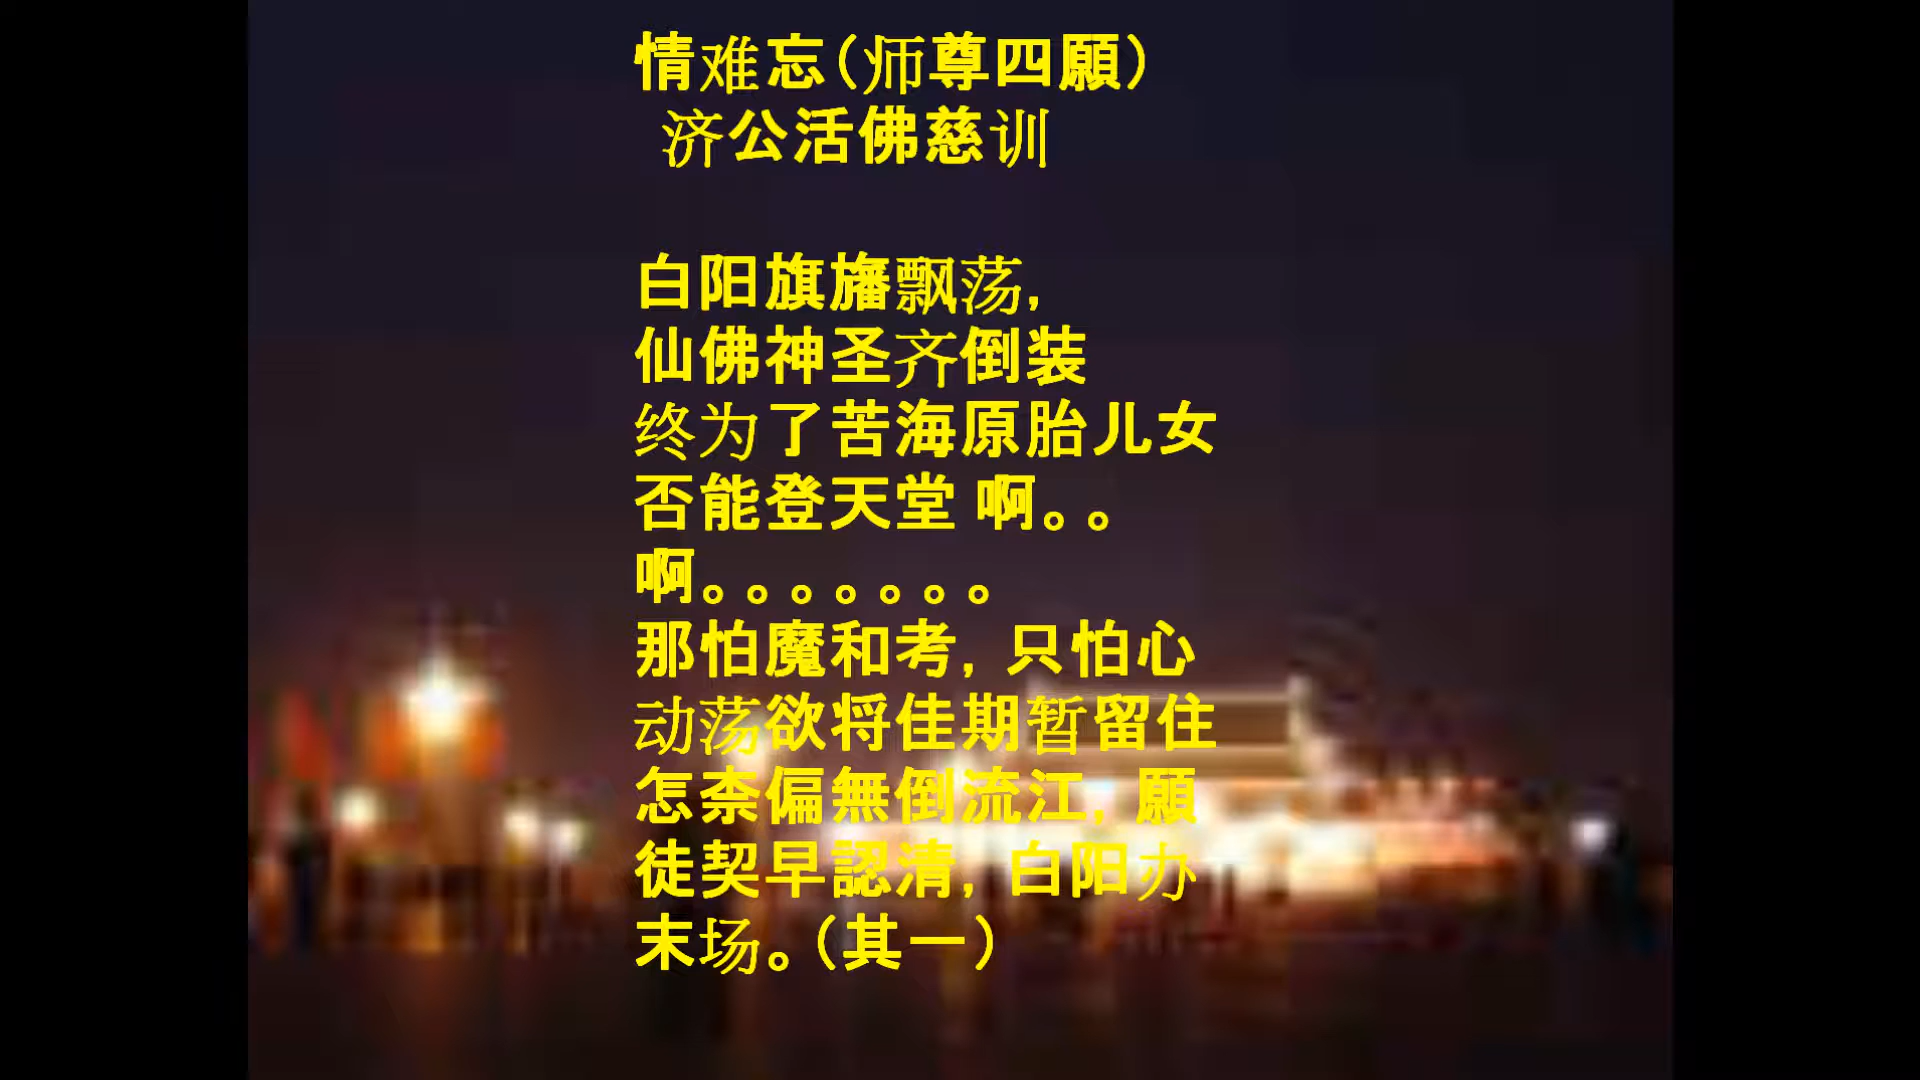 情难忘(师尊四願)
济公活佛慈训
白阳旗旛飘荡,
仙佛神圣齐倒装
终为了苦海原胎儿女
否能登天堂 啊。。
啊。。。。。。。
那怕魔和考, 只怕心
动荡欲将佳期暂留住
怎柰偏無倒流江, 願
徒契早認清, 白阳办
末场。(其一)